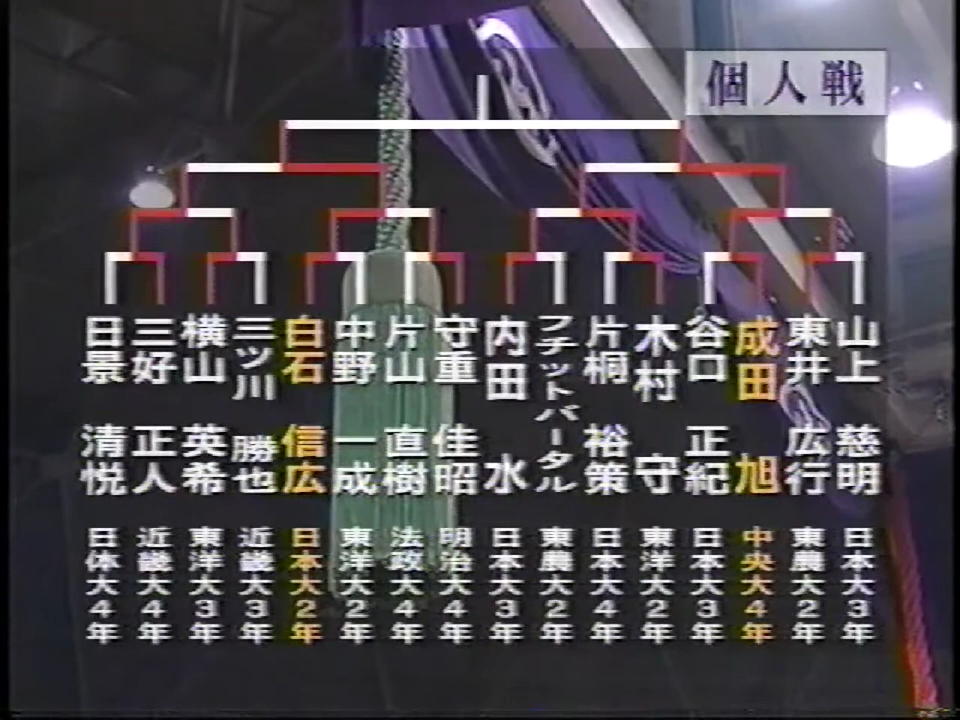 個人戦
日景 清悦 日体大4年
三好 正人 近畿大4年
横山 英希 東洋大3年
三ツ川 勝也 近畿大3年
白石 信広 日本大2年
中野 一成 東洋大2年
片山 直樹 法政大4年
守重 佳昭 明治大4年
内田 水 日本大3年
フチットバータル 東農大2年
片桐 裕策 日本大4年
木村 守 東洋大2年
谷口 正紀 日本大3年
成田 旭 中央大4年
東井 広行 東農大2年
山上 慈明 日本大3年